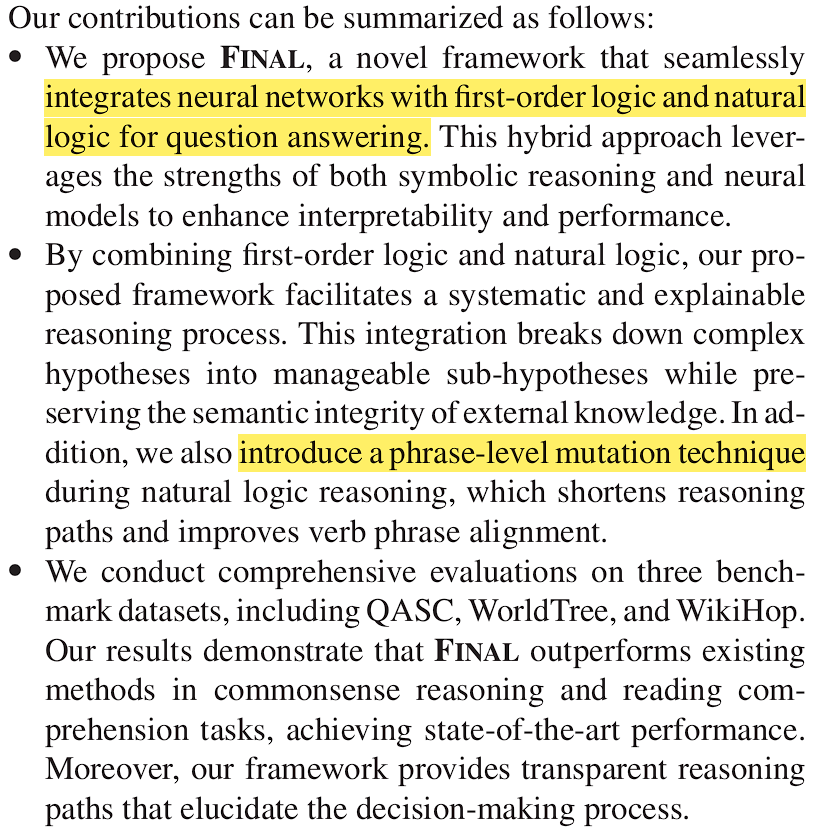 Our contributions can be summarized as follows:
• We propose FINAL, a novel framework that seamlessly
integrates neural networks with first-order logic and natural
logic for question answering. This hybrid approach lever-
ages the strengths of both symbolic reasoning and neural
models to enhance interpretability and performance.
• By combining first-order logic and natural logic, our pro-
posed framework facilitates a systematic and explainable
reasoning process. This integration breaks down complex
hypotheses into manageable sub-hypotheses while pre-
serving the semantic integrity of external knowledge. In ad-
dition, we also introduce a phrase-level mutation technique
during natural logic reasoning, which shortens reasoning
paths and improves verb phrase alignment.
• We conduct comprehensive evaluations on three bench-
mark datasets, including QASC, WorldTree, and WikiHop.
Our results demonstrate that FINAL outperforms existing
methods in commonsense reasoning and reading com-
prehension tasks, achieving state-of-the-art performance.
Moreover, our framework provides transparent reasoning
paths that elucidate the decision-making process.